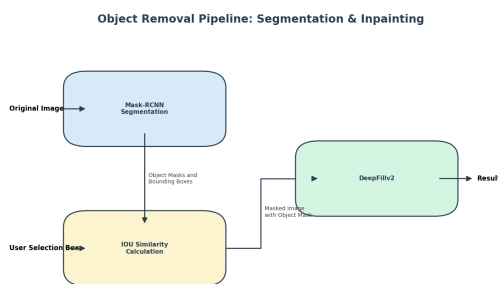 Object Removal Pipeline: Segmentation & Inpainting
Original Image
Mask-RCNN
Segmentation
Object Masks and
Bounding Boxes
User Selection Box
IOU Similarity
Calculation
Masked Image
with Object Mask
DeepFillv2
Result